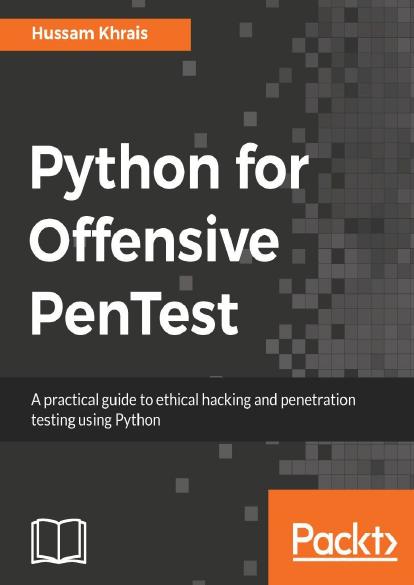 Hussam Khrais
Python for
Offensive
PenTest
A practical guide to ethical hacking and penetration
testing using Python
Packt>